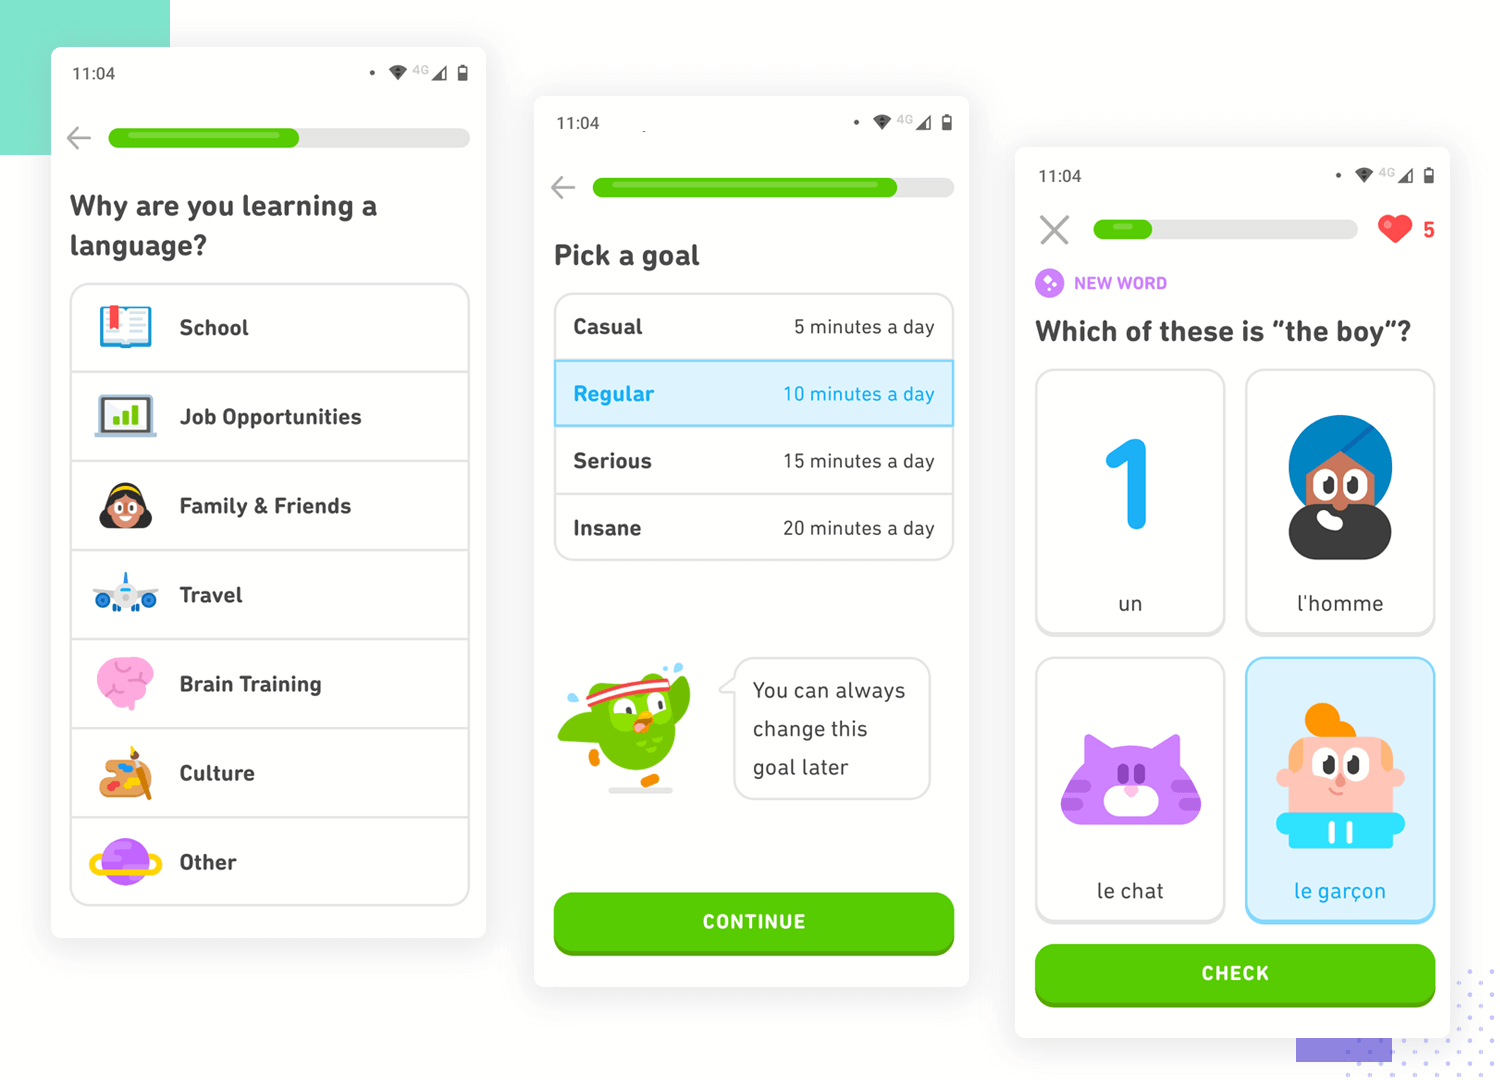 11:04
4G
Why are you learning a
language?
School
Job Opportunities
Family & Friends
Travel
Brain Training
Culture
Other
11:04
4G
Pick a goal
Casual 5 minutes a day
Regular 10 minutes a day
Serious 15 minutes a day
Insane 20 minutes a day
You can always
change this
goal later
CONTINUE
11:04
4G
5
NEW WORD
Which of these is "the boy"?
1
un
l'homme
le chat
le garçon
CHECK